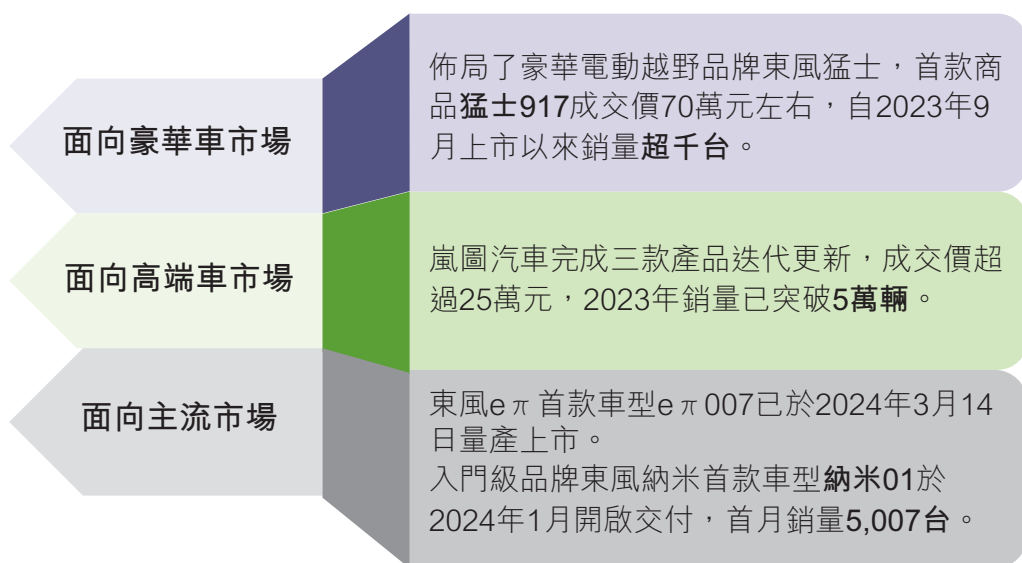 面向豪華車市場
佈局了豪華電動越野品牌東風猛士，首款商
品猛士917成交價70萬元左右，自2023年9
月上市以來銷量超千台。
面向高端車市場
嵐圖汽車完成三款產品迭代更新，成交價超
過25萬元，2023年銷量已突破5萬輛。
面向主流市場
東風eπ首款車型eπ007已於2024年3月14
日量產上市。
入門級品牌東風納米首款車型納米01於
2024年1月開啟交付，首月銷量5,007台。